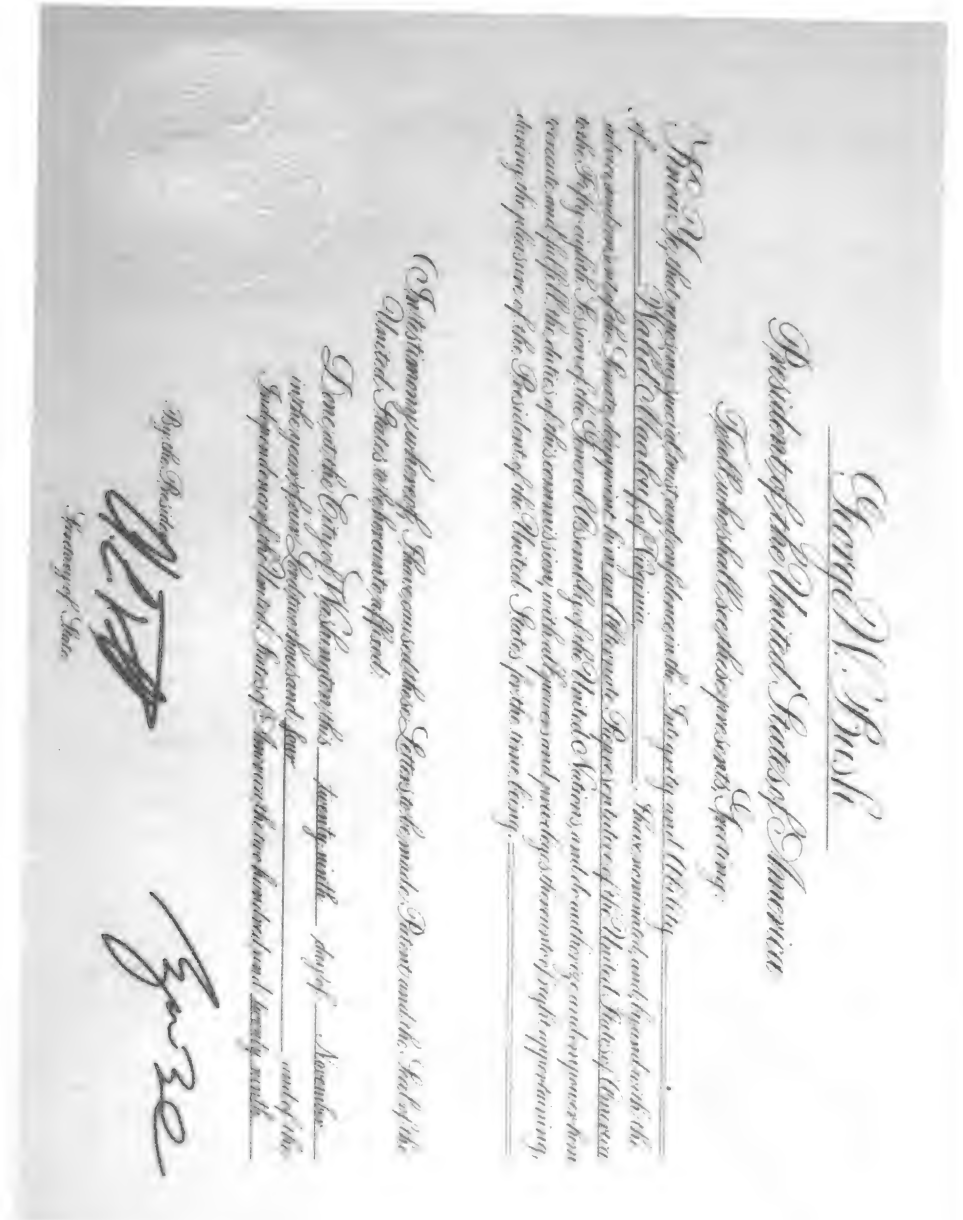 George W. Bush
President of the United States of America
To all who shall see these presents, Greeting:
Know Ye, that reposing special trust and confidence in the Integrity and Ability
of Walid Maalouf of Virginia I have nominated, and, by and with the
advice and consent of the Senate, do appoint him an Alternate Representative of the United States of America
to the Fifty-eighth Session of the General Assembly of the United Nations, and do authorize and empower him
to execute and fulfill the duties of this commission, with all powers and privileges thereunto of right appertaining,
during the pleasure of the President of the United States for the time being.
In testimony whereof, I have caused these Letters to be made Patent and the Seal of the
United States to be hereunto affixed.
Done at the City of Washington this twenty-ninth day of November
in the year of our Lord two thousand four and of the
Independence of the United States of America the two hundred and twenty-ninth.
By the President
Secretary of State